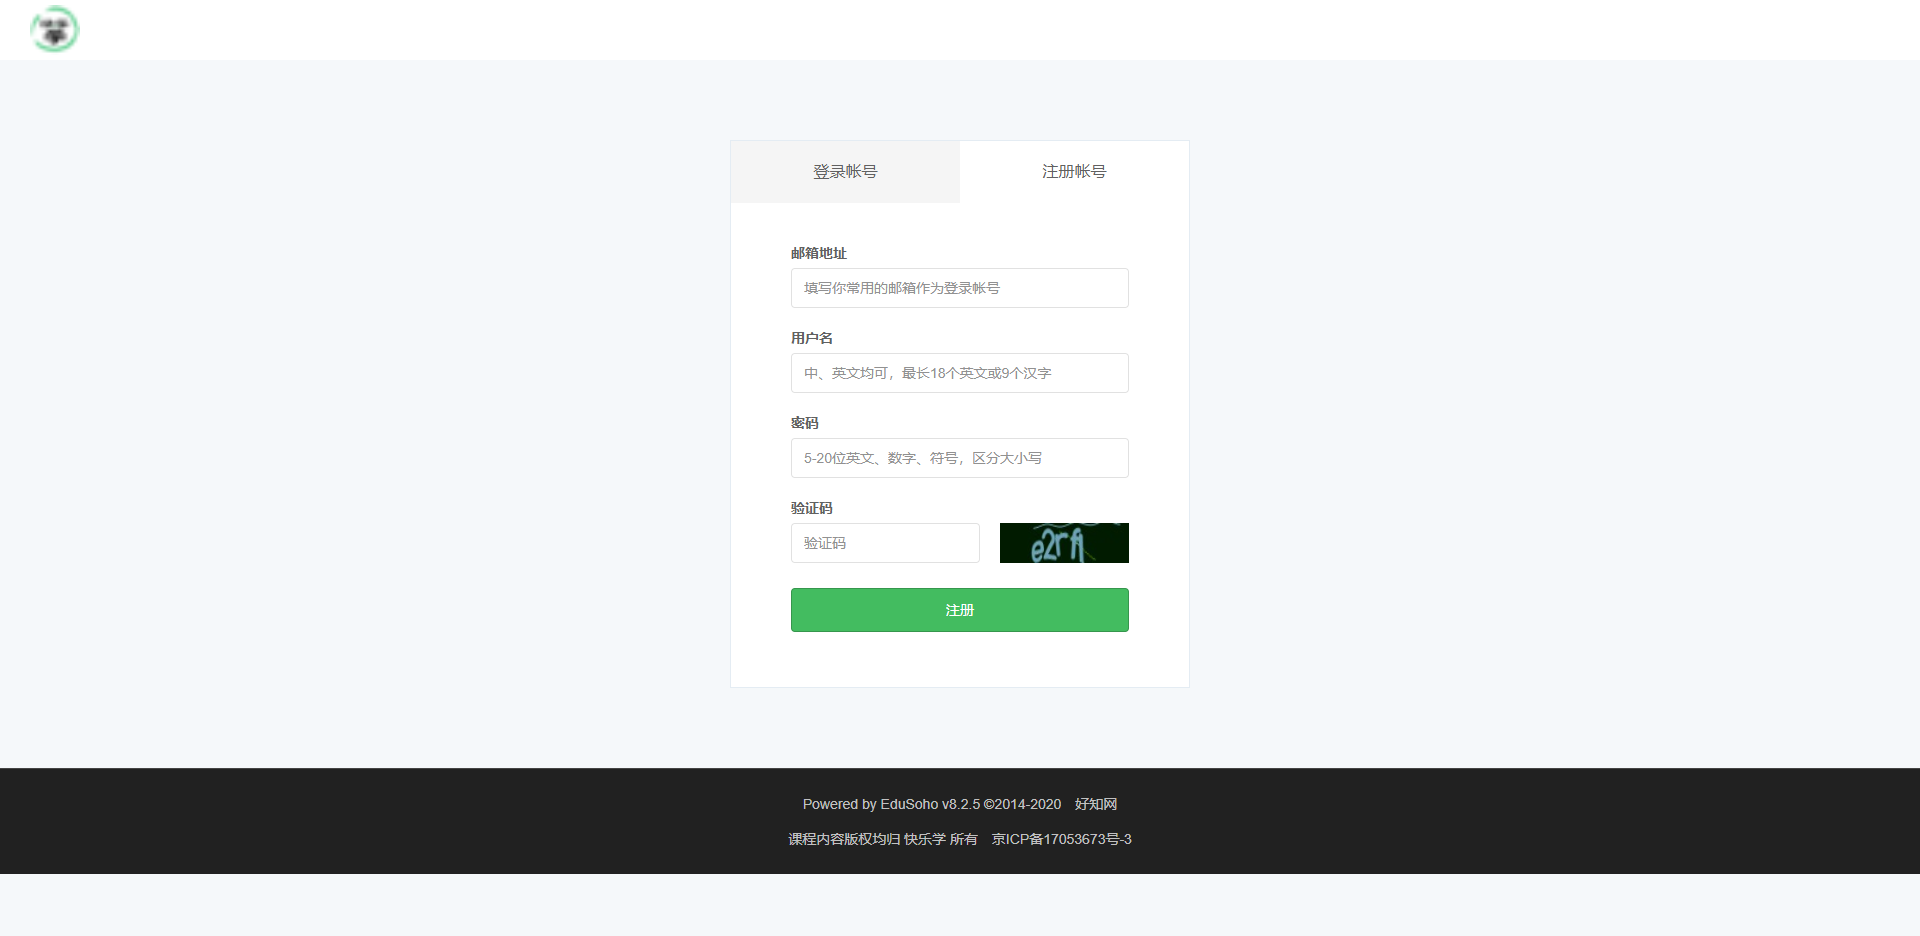 登录帐号
注册帐号
邮箱地址
填写你常用的邮箱作为登录帐号
用户名
中、英文均可，最长18个英文或9个汉字
密码
5-20位英文、数字、符号，区分大小写
验证码
验证码
注册
Powered by EduSoho v8.2.5 ©2014-2020 好知网
课程内容版权均归 快乐学 所有 京ICP备17053673号-3